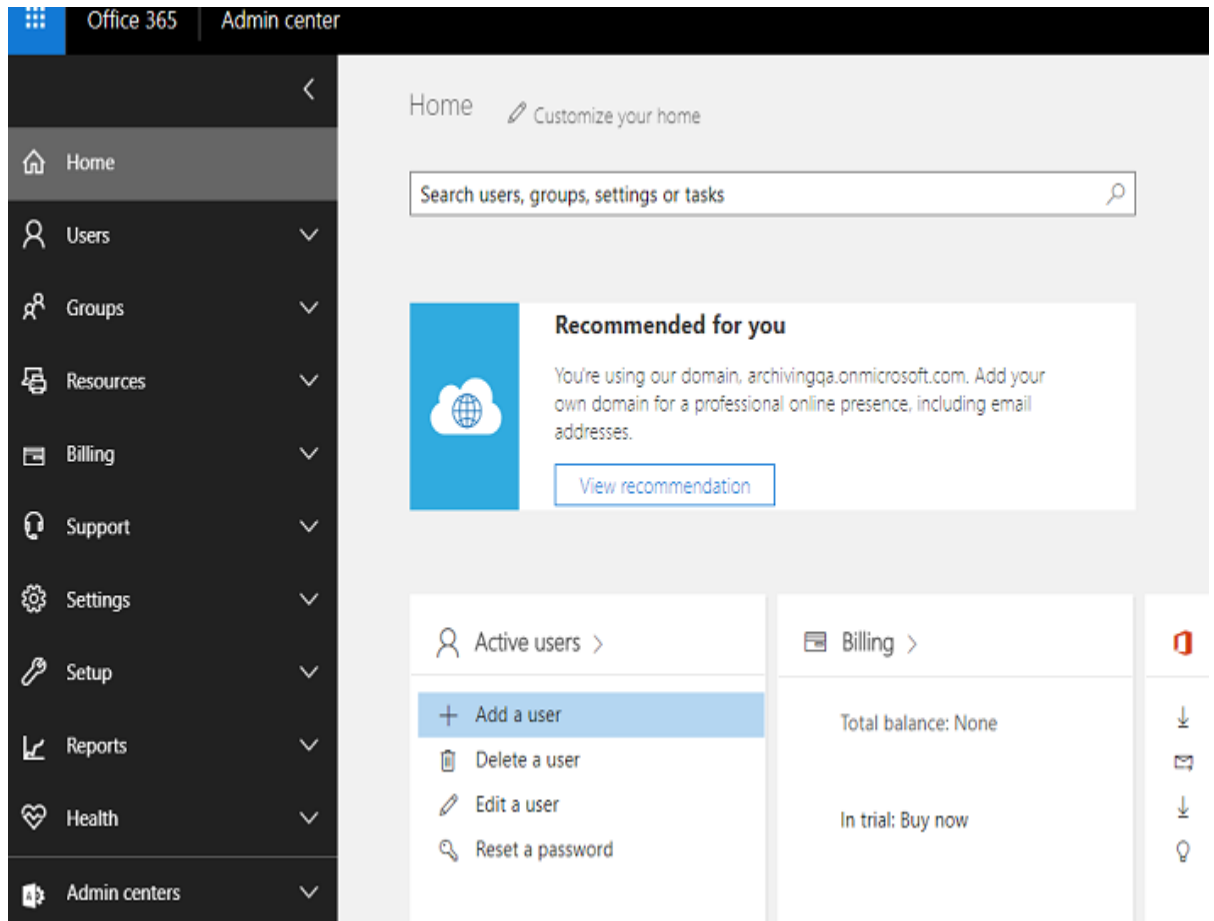 Office 365 Admin center
Home
Users
Groups
Resources
Billing
Support
Settings
Setup
Reports
Health
Admin centers
Home Customize your home
Search users, groups, settings or tasks
Recommended for you
You're using our domain, archivingqa.onmicrosoft.com. Add your
own domain for a professional online presence, including email
addresses.
View recommendation
Active users
Add a user
Delete a user
Edit a user
Reset a password
Billing
Total balance: None
In trial: Buy now